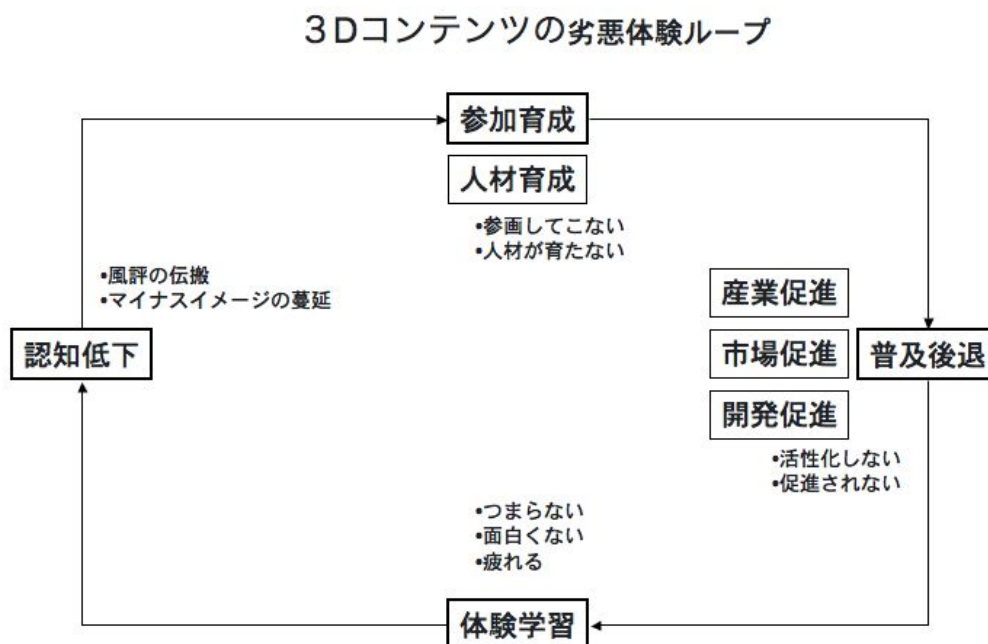 3Dコンテンツの劣悪体験ループ
参加育成
人材育成
•参画してこない
•人材が育たない
•風評の伝搬
•マイナスイメージの蔓延
認知低下
産業促進
市場促進
開発促進
普及後退
•活性化しない
•促進されない
•つまらない
•面白くない
•疲れる
体験学習